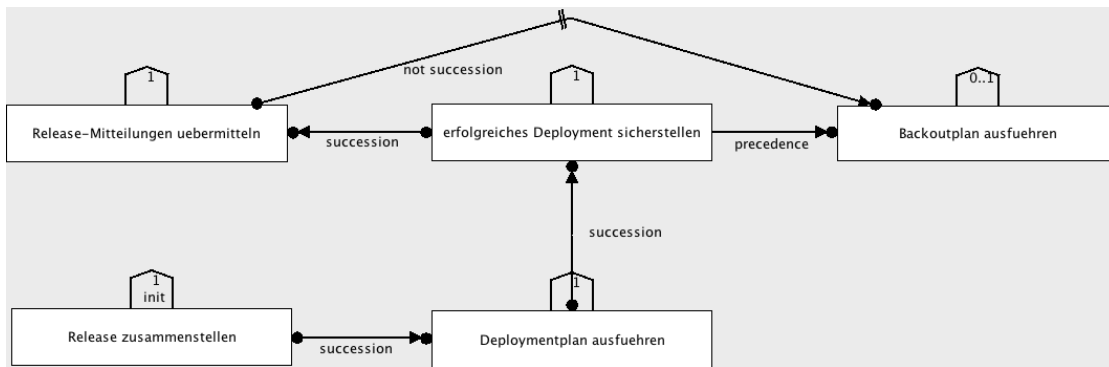 not succession
1
1
0..1
Release-Mitteilungen uebermitteln
erfolgreiches Deployment sicherstellen
Backoutplan ausfuehren
succession
precedence
succession
1
init
1
Release zusammenstellen
Deploymentplan ausfuehren
succession